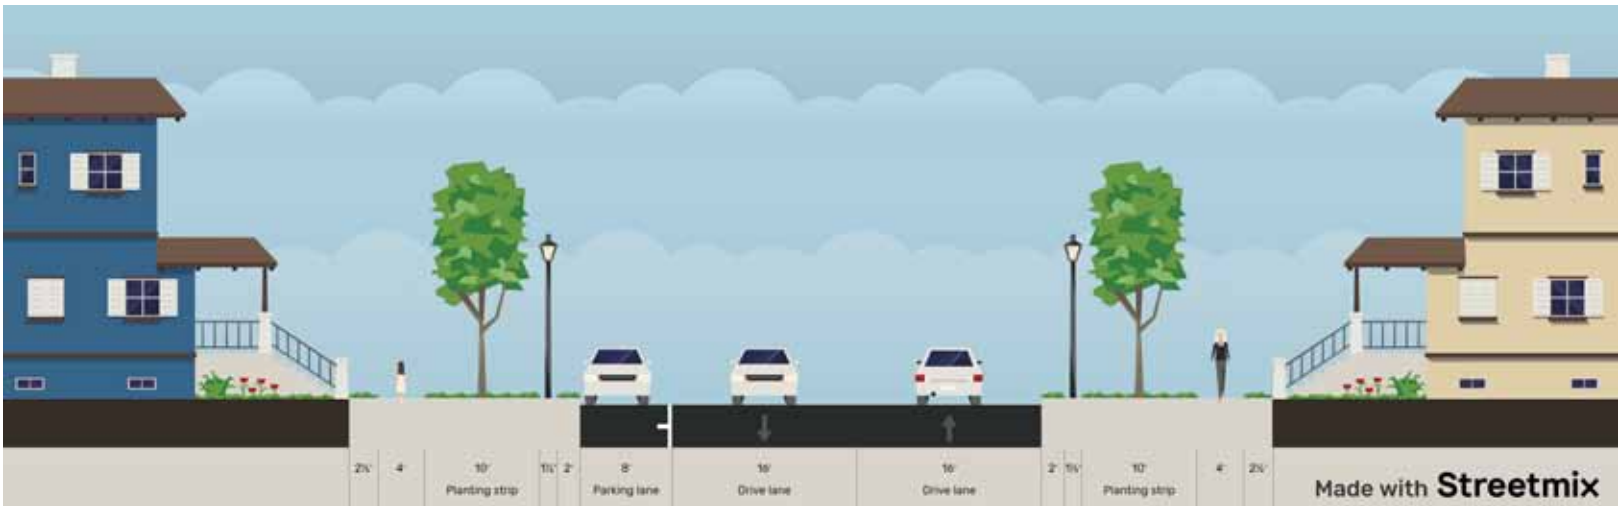 2½' 4' 10' 1½' 2' 8' 16' 16' 2' 1½' 10' 4' 2½'
Planting strip Parking lane Drive lane Drive lane Planting strip
Made with Streetmix